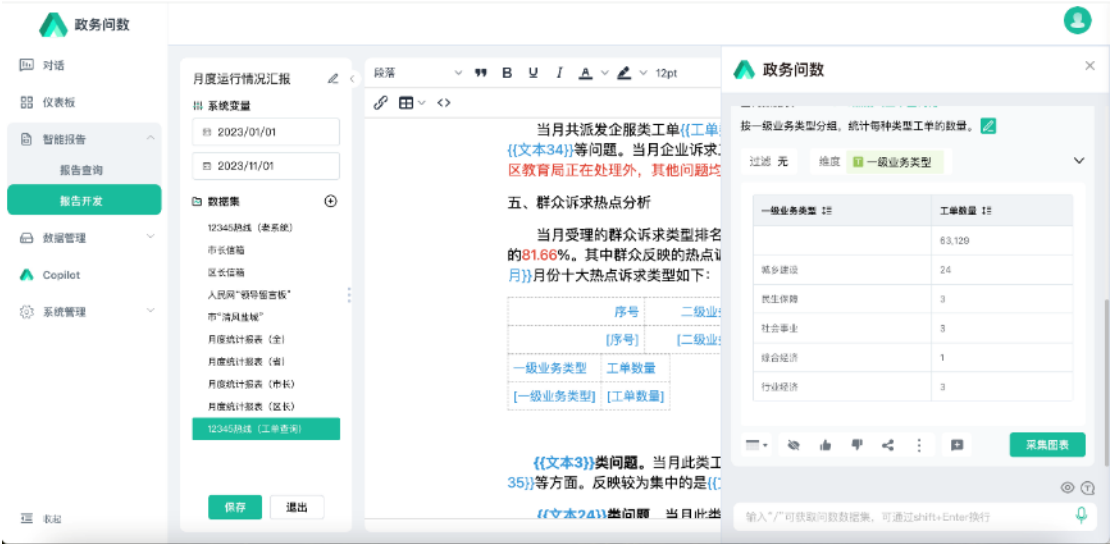 政务问数
对话
仪表板
智能报告
报告查询
报告开发
数据管理
Copilot
系统管理
收起
月度运行情况汇报
系统变量
2023/01/01
2023/11/01
数据集
12345热线（老系统）
市长信箱
区长信箱
人民网“领导留言板”
市“清风盐城”
月度统计报表（全）
月度统计报表（省）
月度统计报表（市长）
月度统计报表（区长）
12345热线（工单查询）
保存
退出
段落
B U I A 12pt
当月共派发企服类工单{{工单
{{文本34}}等问题。当月企业诉求
区教育局正在处理外，其他问题均
五、群众诉求热点分析
当月受理的群众诉求类型排名
的81.66%。其中群众反映的热点
月}}月份十大热点诉求类型如下：
序号 二级业
[序号] [二级业
一级业务类型 工单数量
[一级业务类型] [工单数量]
{{文本3}}类问题。当月此类工
35}}等方面。反映较为集中的是{{
{{文本24}}类问题 当月此类
政务问数
按一级业务类型分组，统计每种类型工单的数量。
过滤 无 维度 T 一级业务类型
一级业务类型 工单数量
63,129
城乡建设 24
民生保障 3
社会事业 3
综合经济 1
行业经济 3
采集图表
输入"/"可获取问数数据集，可通过shift+Enter换行